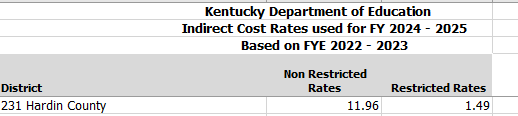 Kentucky Department of Education
Indirect Cost Rates used for FY 2024 - 2025
Based on FYE 2022 - 2023
District Non Restricted Rates Restricted Rates
231 Hardin County 11.96 1.49